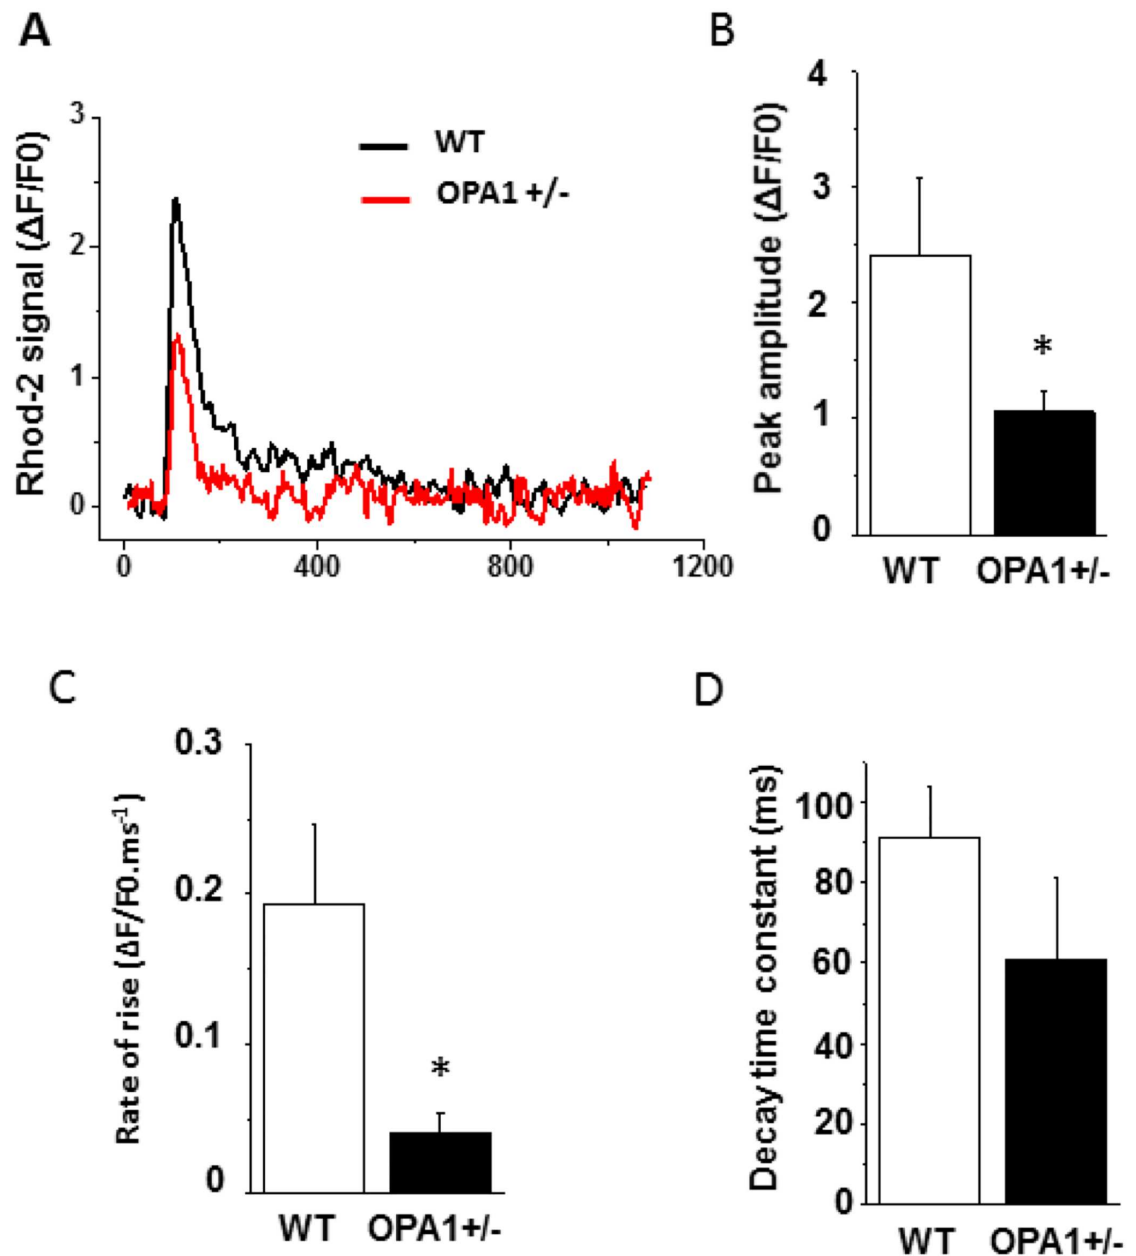 A
Rhod-2 signal (ΔF/F0)
3
2
1
0
0 400 800 1200
WT
OPA1 +/-
B
Peak amplitude (ΔF/F0)
4
3
2
1
0
*
WT OPA1+/-
C
Rate of rise (ΔF/F0.ms⁻¹)
0.3
0.2
0.1
0
*
WT OPA1+/-
D
Decay time constant (ms)
100
80
60
40
20
0
WT OPA1+/-